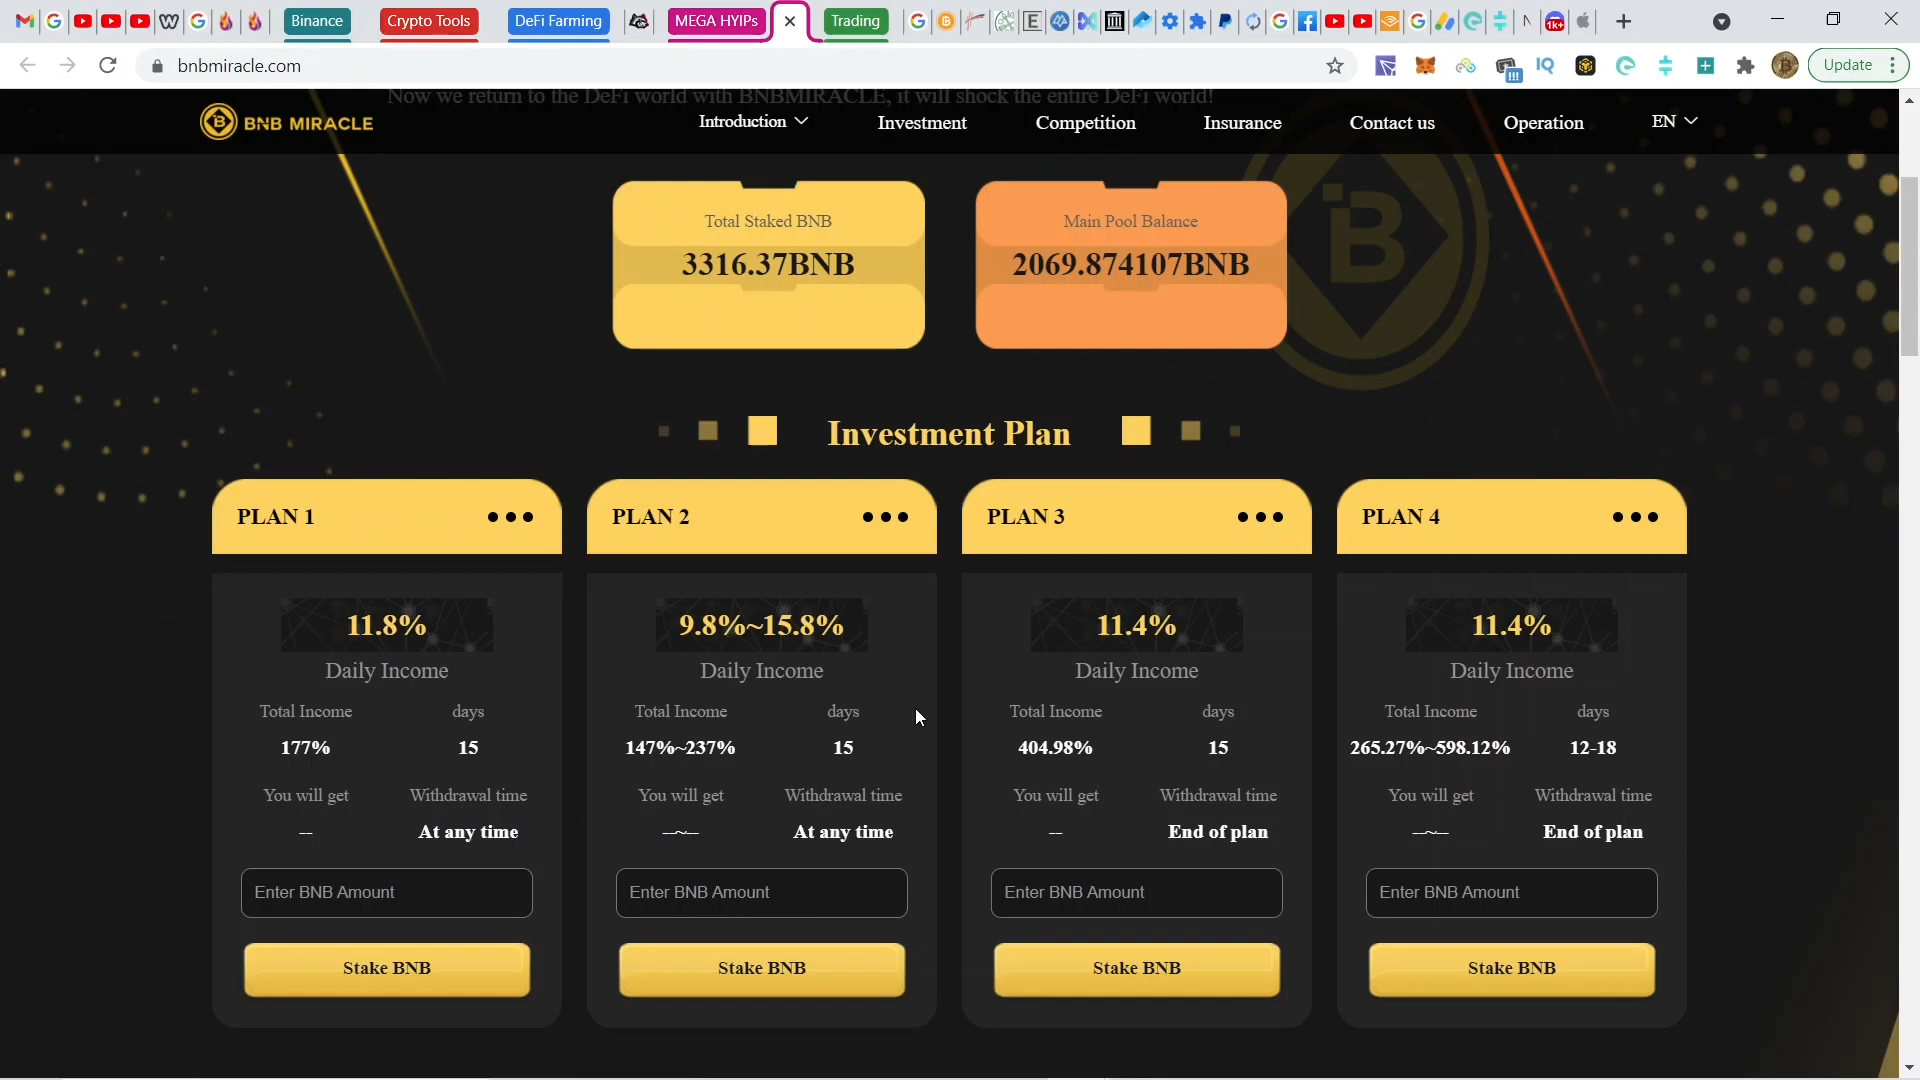 Binance
Crypto Tools
DeFi Farming
MEGA HYIPs
Trading
bnbmiracle.com
Update
Now we return to the DeFi world with BNBMIRACLE, it will shock the entire DeFi world!
BNB MIRACLE
Introduction
Investment
Competition
Insurance
Contact us
Operation
EN
Total Staked BNB
3316.37BNB
Main Pool Balance
2069.874107BNB
Investment Plan
PLAN 1
11.8%
Daily Income
Total Income days
177% 15
You will get Withdrawal time
-- At any time
Enter BNB Amount
Stake BNB
PLAN 2
9.8%~15.8%
Daily Income
Total Income days
147%~237% 15
You will get Withdrawal time
--~-- At any time
Enter BNB Amount
Stake BNB
PLAN 3
11.4%
Daily Income
Total Income days
404.98% 15
You will get Withdrawal time
-- End of plan
Enter BNB Amount
Stake BNB
PLAN 4
11.4%
Daily Income
Total Income days
265.27%~598.12% 12-18
You will get Withdrawal time
--~-- End of plan
Enter BNB Amount
Stake BNB